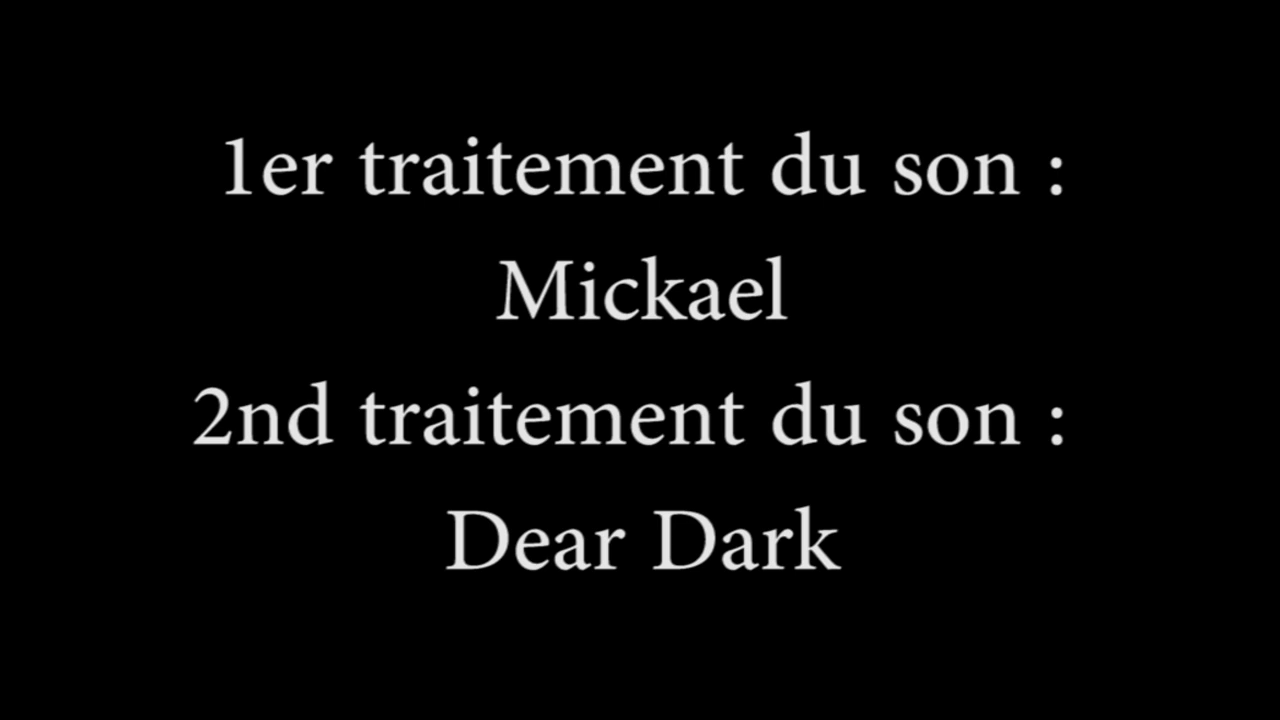 1er traitement du son :
Mickael
2nd traitement du son :
Dear Dark